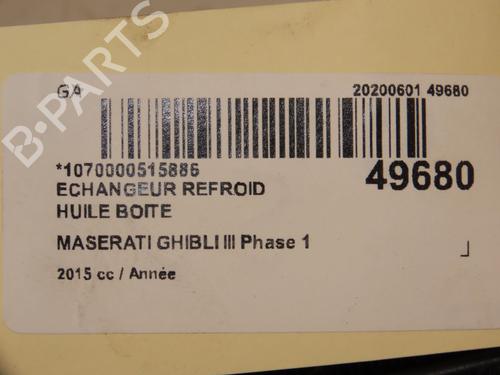 GA
20200601 49680
*1070000515886
49680
ECHANGEUR REFROID
HUILE BOITE
MASERATI GHIBLI III Phase 1
2015 cc / Année
B-PARTS